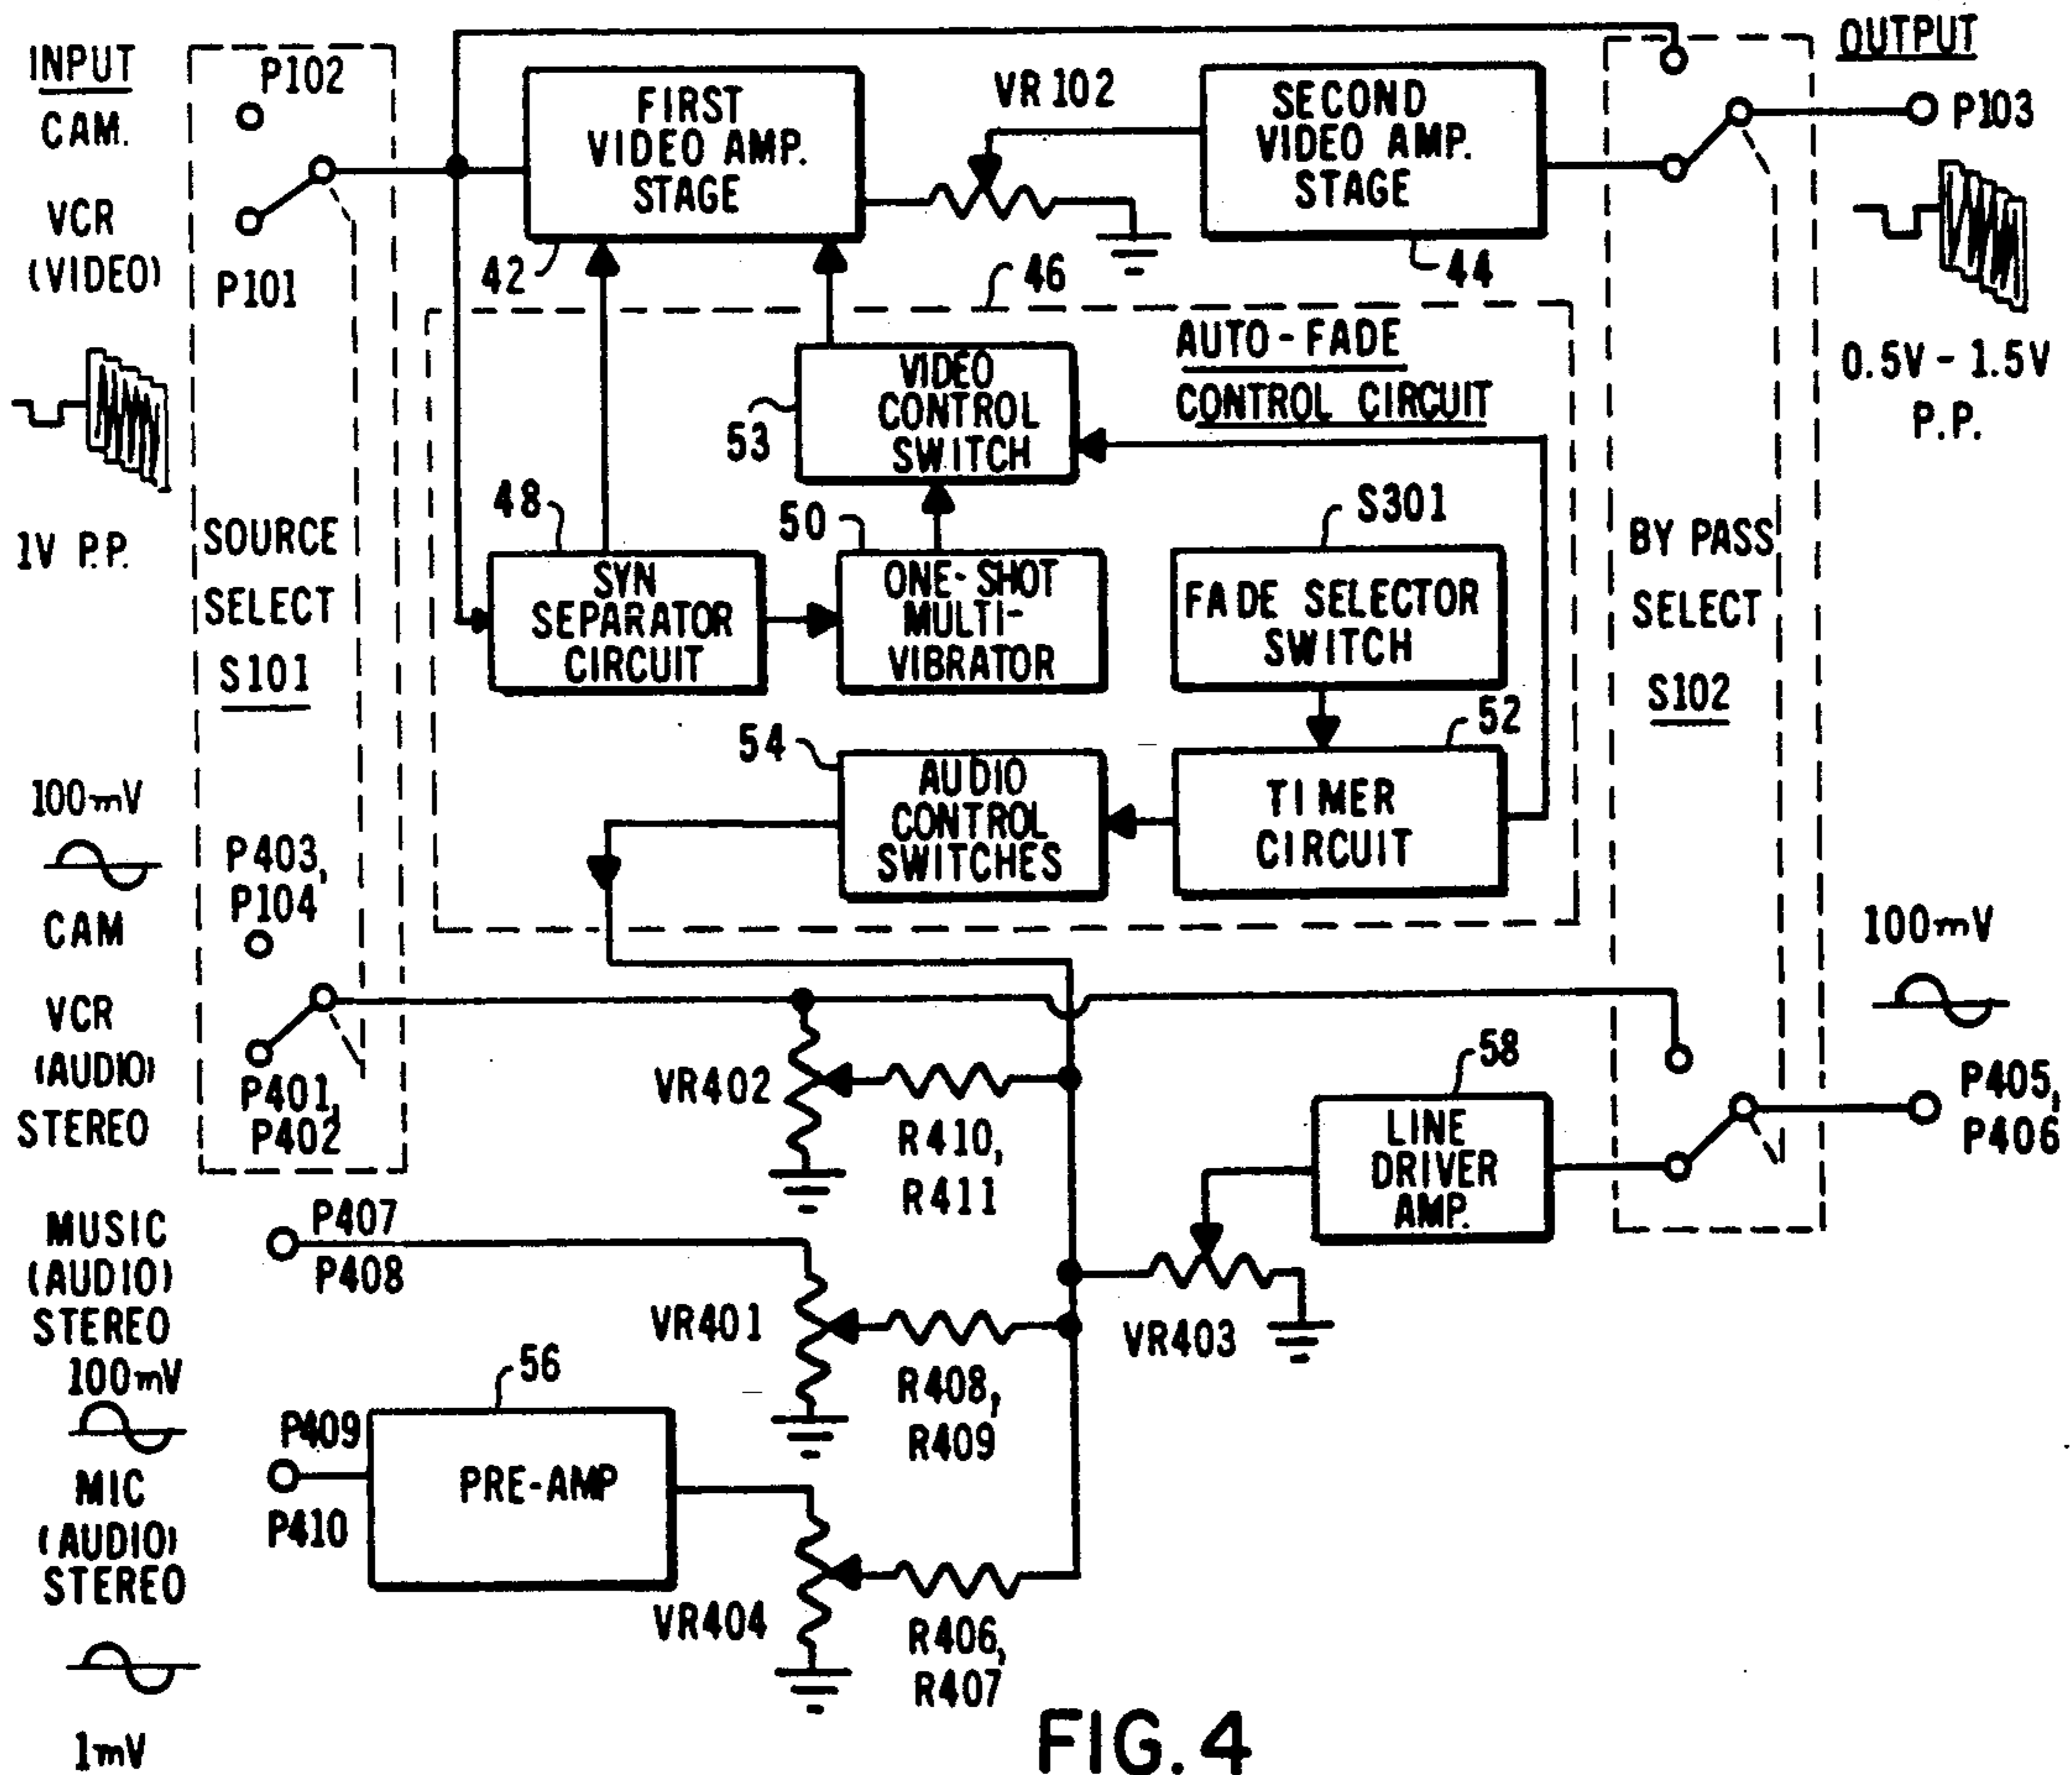 INPUT
CAM.
P102
VCR
(VIDEO)
P101
1V P.P.
SOURCE
SELECT
S101
FIRST
VIDEO AMP.
STAGE
42
VR 102
SECOND
VIDEO AMP.
STAGE
44
46
OUTPUT
P103
0.5V - 1.5V
P.P.
AUTO-FADE
CONTROL CIRCUIT
VIDEO
CONTROL
SWITCH
53
48
SYN
SEPARATOR
CIRCUIT
50
ONE-SHOT
MULTI-
VIBRATOR
S301
FADE SELECTOR
SWITCH
BY PASS
SELECT
S102
54
AUDIO
CONTROL
SWITCHES
52
TIMER
CIRCUIT
100mV
P403,
P104
CAM
VCR
(AUDIO)
STEREO
P401,
P402
100mV
P405,
P406
VR402
R410,
R411
58
LINE
DRIVER
AMP.
MUSIC
(AUDIO)
STEREO
100mV
P407
P408
VR401
R408,
R409
VR403
56
P409
PRE-AMP
MIC
(AUDIO)
STEREO
P410
VR404
R406,
R407
1mV
FIG. 4